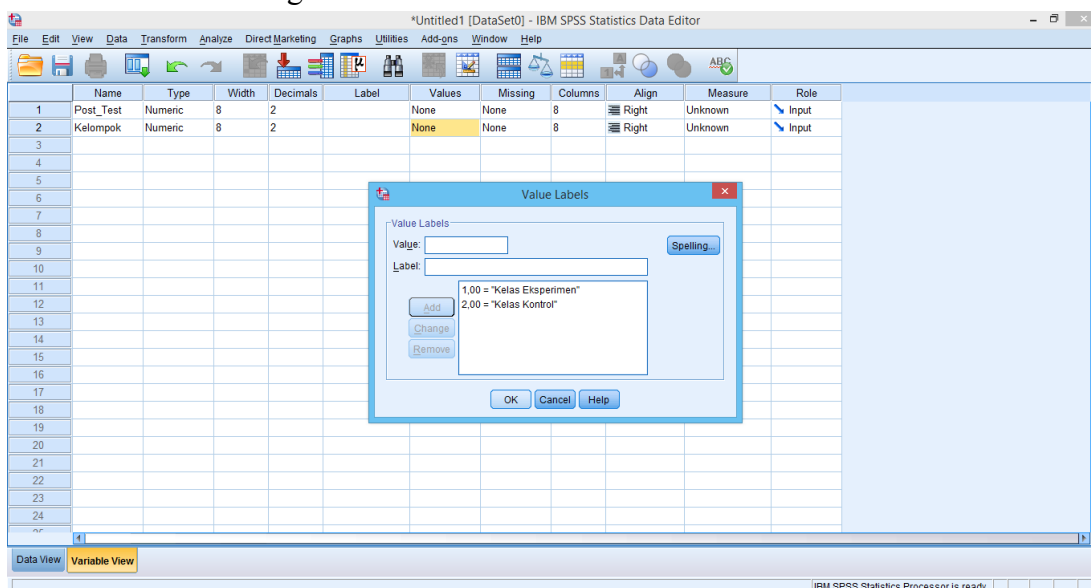 *Untitled1 [DataSet0] - IBM SPSS Statistics Data Editor
File Edit View Data Transform Analyze Direct Marketing Graphs Utilities Add-ons Window Help
Name Type Width Decimals Label Values Missing Columns Align Measure Role
1 Post_Test Numeric 8 2 None None 8 Right Unknown Input
2 Kelompok Numeric 8 2 None None 8 Right Unknown Input
3
4
5
6
7
8
9
10
11
12
13
14
15
16
17
18
19
20
21
22
23
24
Value Labels
Value Labels
Value:
Spelling...
Label:
1,00 = "Kelas Eksperimen"
2,00 = "Kelas Kontrol"
Add
Change
Remove
OK Cancel Help
Data View Variable View
IBM SPSS Statistics Processor is ready